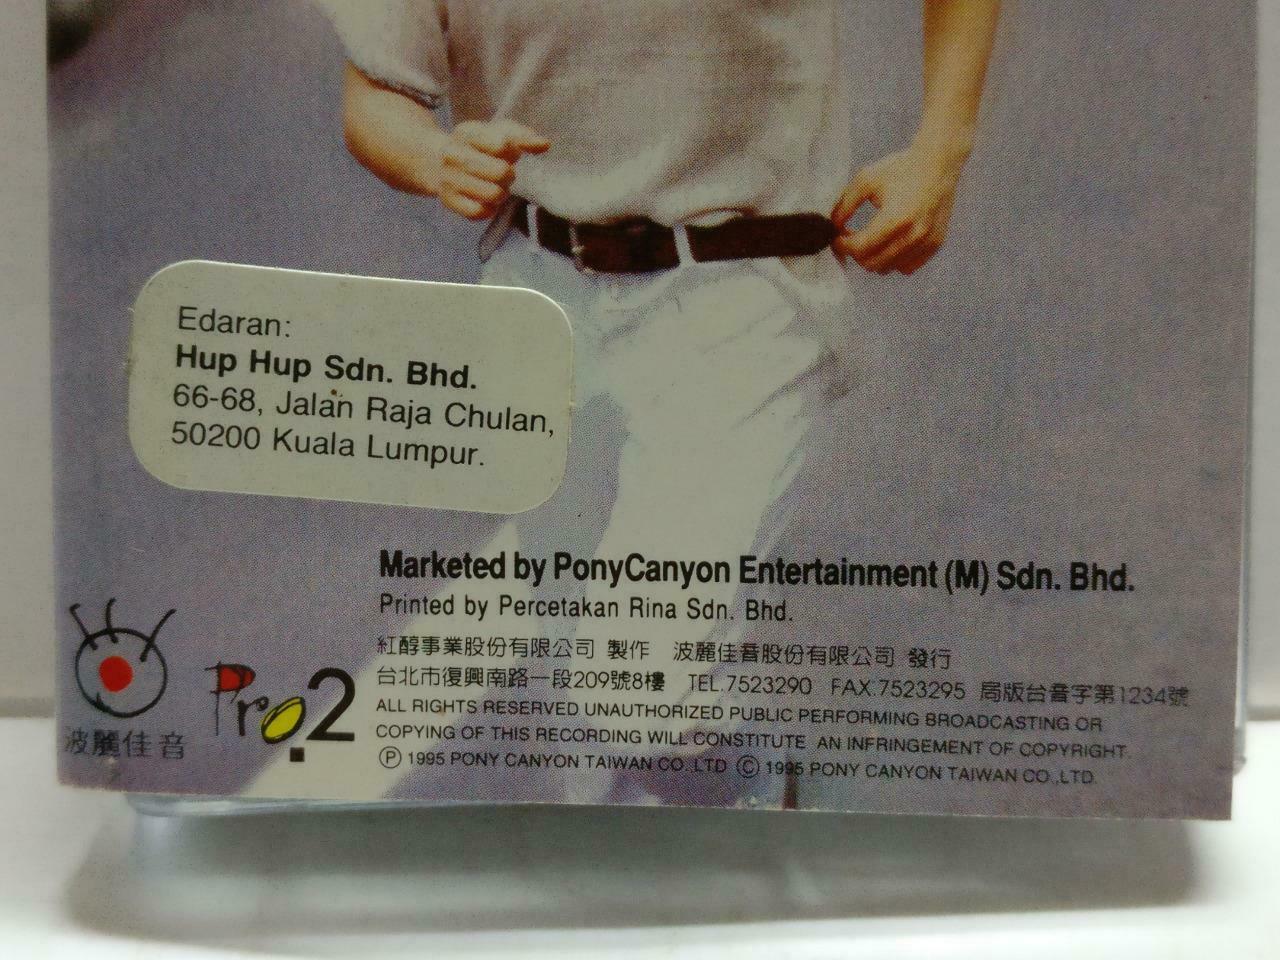 Edaran:
Hup Hup Sdn. Bhd.
66-68, Jalan Raja Chulan,
50200 Kuala Lumpur.
Marketed by PonyCanyon Entertainment (M) Sdn. Bhd.
Printed by Percetakan Rina Sdn. Bhd.
紅醇事業股份有限公司 製作 波麗佳音股份有限公司 發行
台北市復興南路一段209號8樓 TEL.7523290 FAX.7523295 局版台音字第1234號
ALL RIGHTS RESERVED UNAUTHORIZED PUBLIC PERFORMING BROADCASTING OR
COPYING OF THIS RECORDING WILL CONSTITUTE AN INFRINGEMENT OF COPYRIGHT.
Ⓟ 1995 PONY CANYON TAIWAN CO.,LTD Ⓒ 1995 PONY CANYON TAIWAN CO.,LTD.
波麗佳音
Pro.2